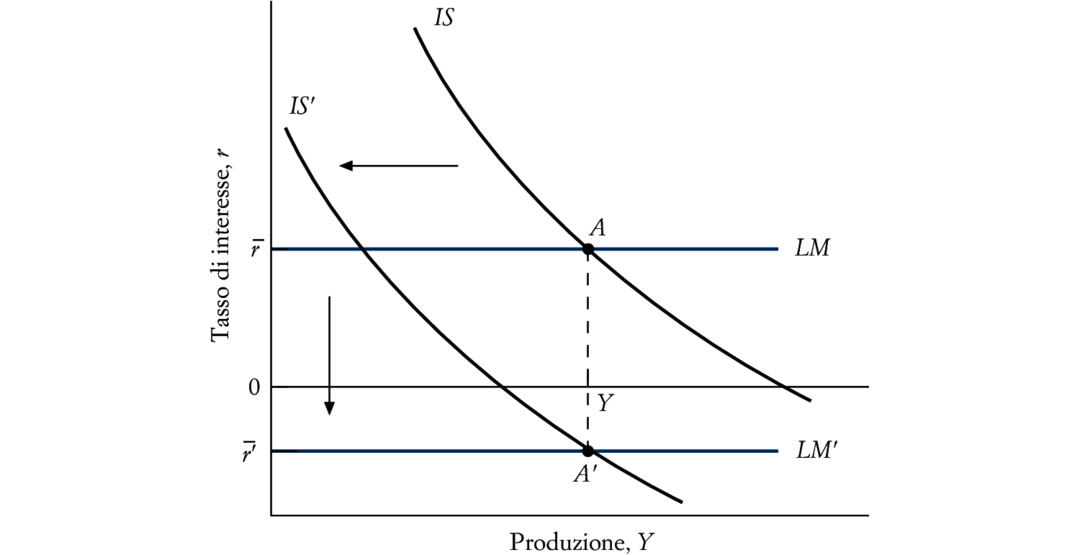 IS
IS′
Tasso di interesse, r
A
r̄
LM
0
Y
r̄′
LM′
A′
Produzione, Y